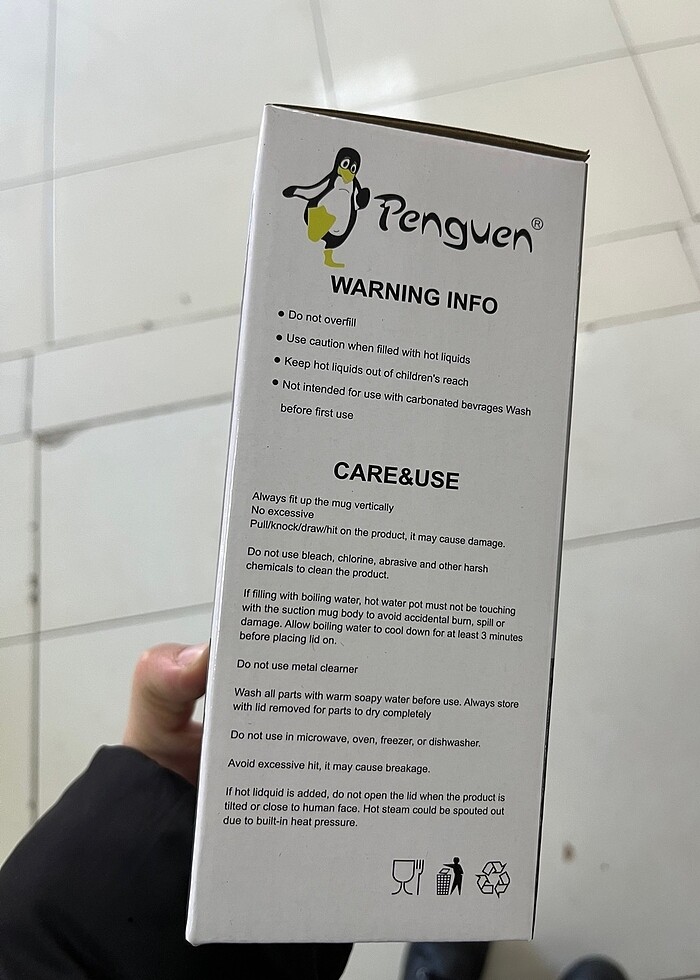 Penguen®
WARNING INFO
● Do not overfill
● Use caution when filled with hot liquids
● Keep hot liquids out of children's reach
● Not intended for use with carbonated bevrages Wash
before first use
CARE&USE
Always fit up the mug vertically
No excessive
Pull/knock/draw/hit on the product, it may cause damage.
Do not use bleach, chlorine, abrasive and other harsh
chemicals to clean the product.
If filling with boiling water, hot water pot must not be touching
with the suction mug body to avoid accidental burn, spill or
damage. Allow boiling water to cool down for at least 3 minutes
before placing lid on.
Do not use metal clearner
Wash all parts with warm soapy water before use. Always store
with lid removed for parts to dry completely
Do not use in microwave, oven, freezer, or dishwasher.
Avoid excessive hit, it may cause breakage.
If hot lidquid is added, do not open the lid when the product is
tilted or close to human face. Hot steam could be spouted out
due to built-in heat pressure.